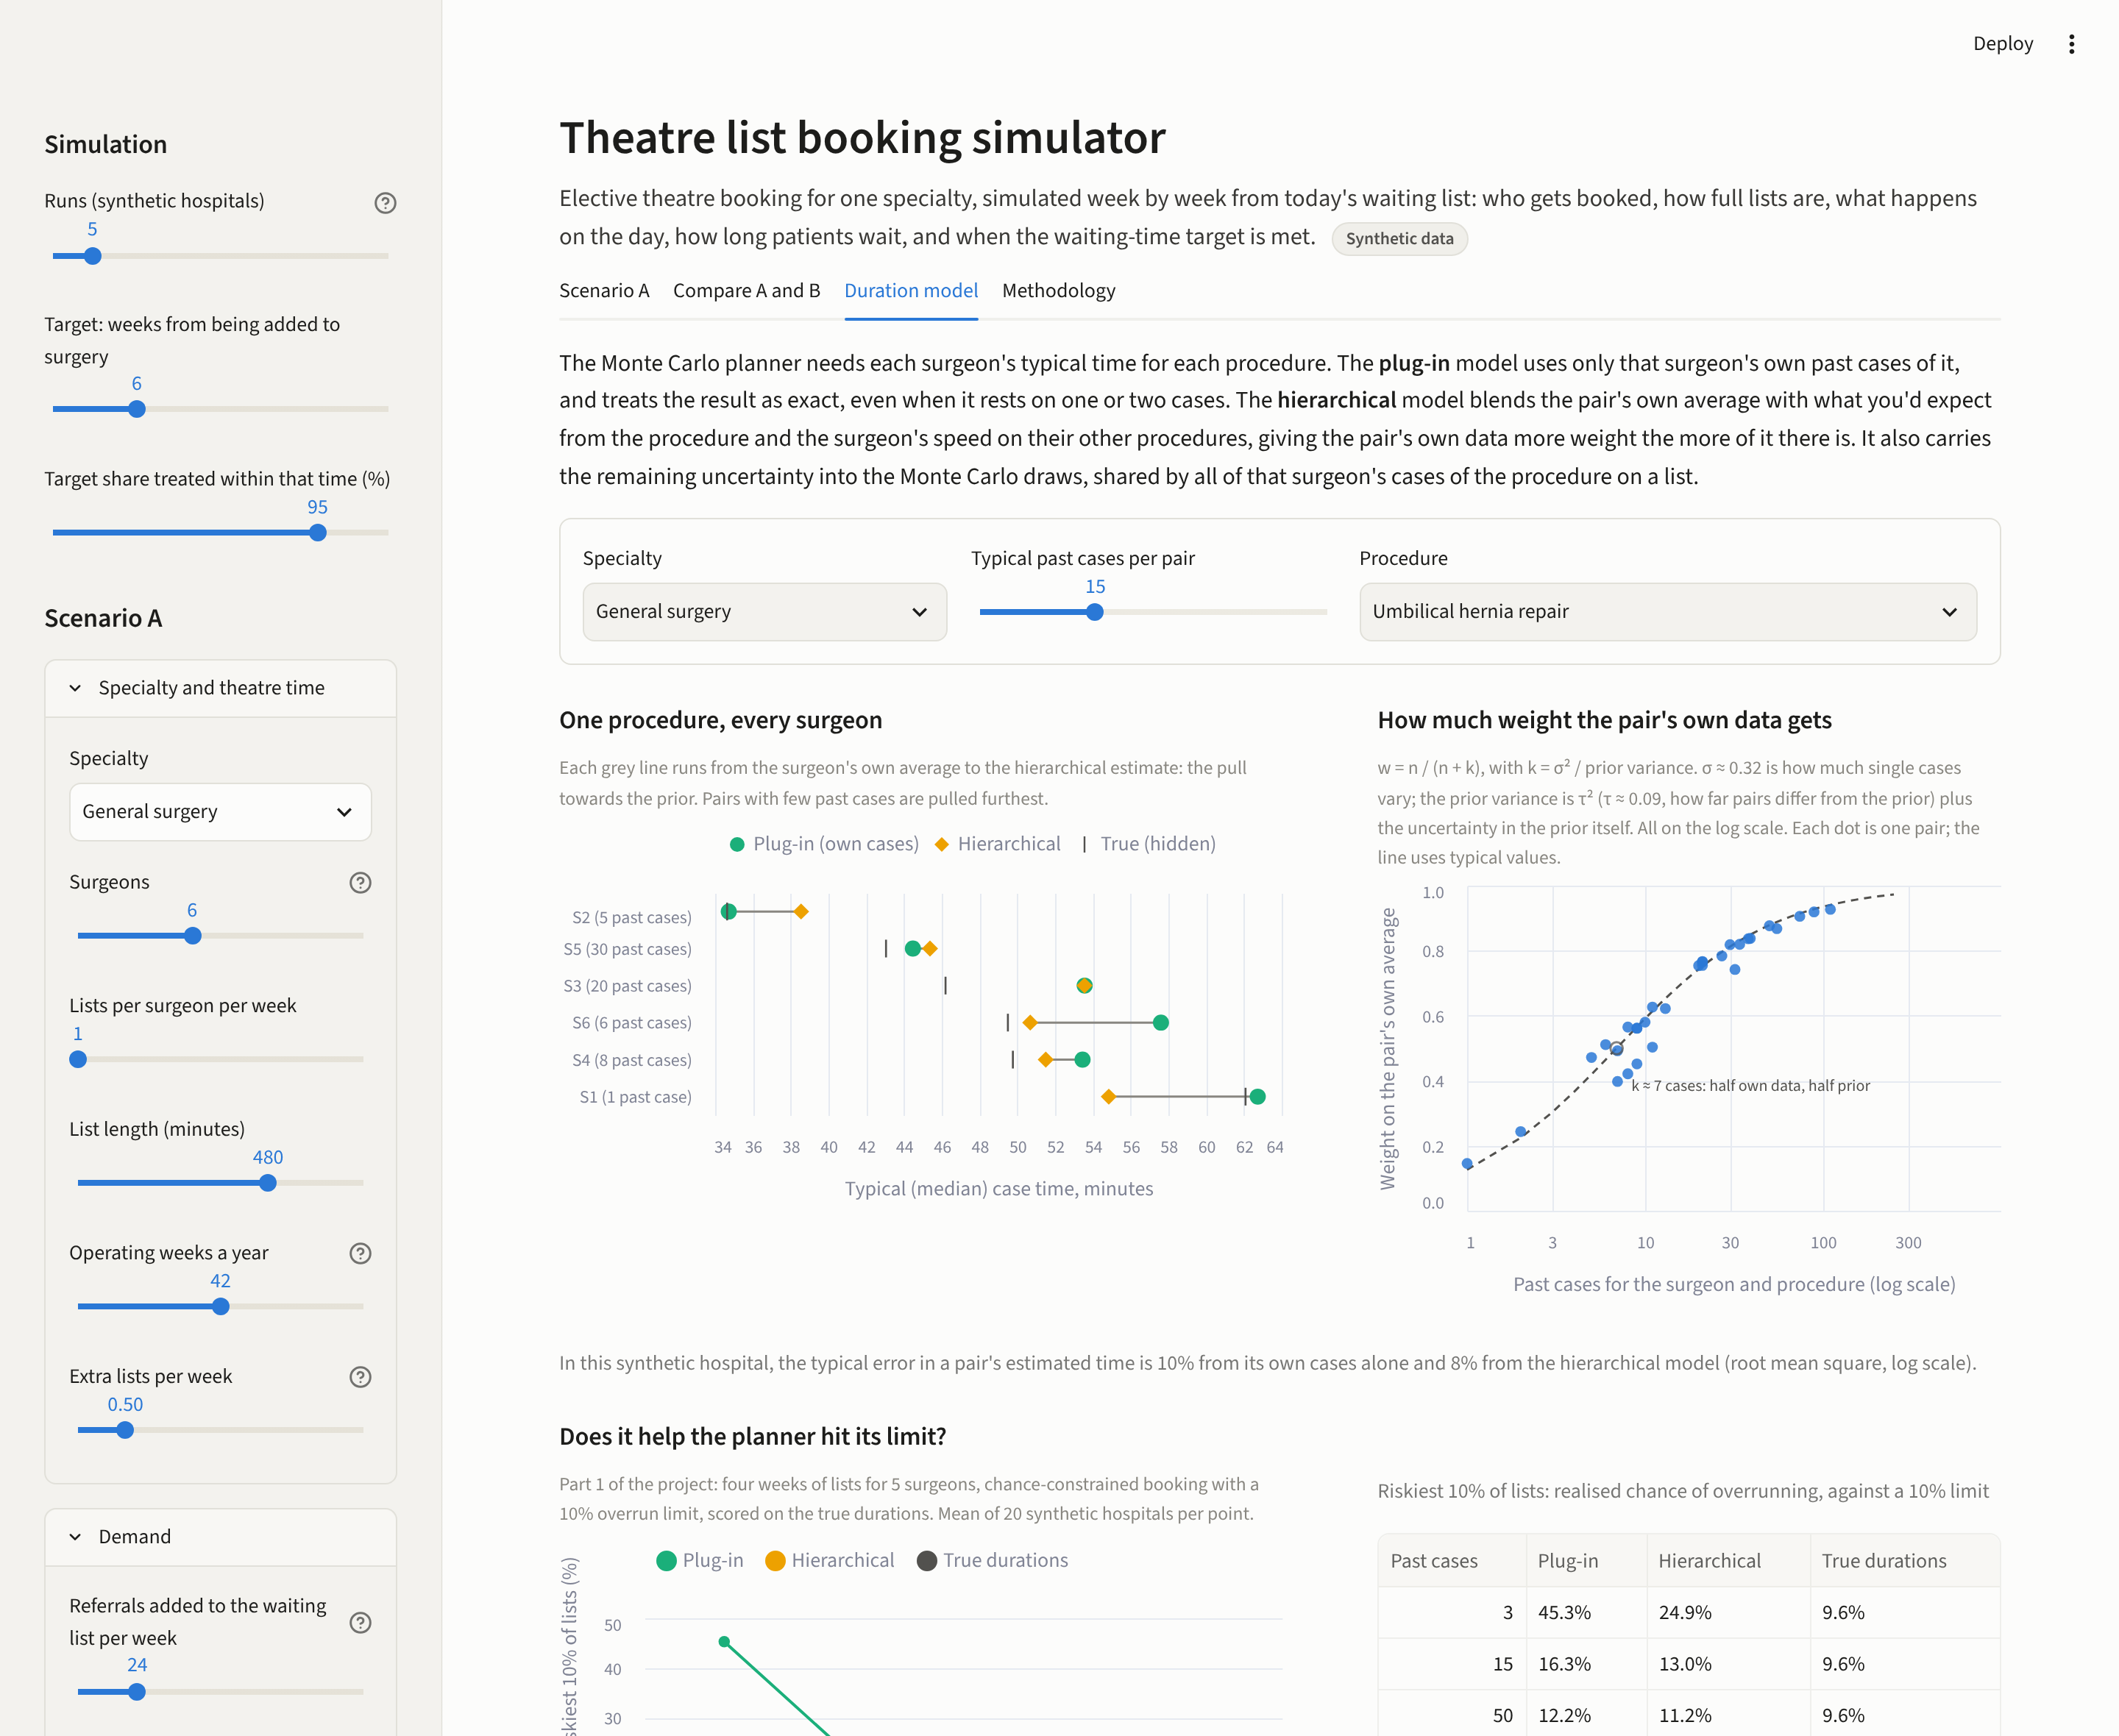 Deploy
Simulation
Runs (synthetic hospitals)
5
Target: weeks from being added to
surgery
6
Target share treated within that time (%)
95
Scenario A
Specialty and theatre time
Specialty
General surgery
Surgeons
6
Lists per surgeon per week
1
List length (minutes)
480
Operating weeks a year
42
Extra lists per week
0.50
Demand
Referrals added to the waiting
list per week
24
Theatre list booking simulator
Elective theatre booking for one specialty, simulated week by week from today's waiting list: who gets booked, how full lists are, what happens
on the day, how long patients wait, and when the waiting-time target is met. Synthetic data
Scenario A Compare A and B Duration model Methodology
The Monte Carlo planner needs each surgeon's typical time for each procedure. The plug-in model uses only that surgeon's own past cases of it,
and treats the result as exact, even when it rests on one or two cases. The hierarchical model blends the pair's own average with what you'd expect
from the procedure and the surgeon's speed on their other procedures, giving the pair's own data more weight the more of it there is. It also carries
the remaining uncertainty into the Monte Carlo draws, shared by all of that surgeon's cases of the procedure on a list.
Specialty
General surgery
Typical past cases per pair
15
Procedure
Umbilical hernia repair
One procedure, every surgeon
Each grey line runs from the surgeon's own average to the hierarchical estimate: the pull
towards the prior. Pairs with few past cases are pulled furthest.
Plug-in (own cases) Hierarchical True (hidden)
S2 (5 past cases)
S5 (30 past cases)
S3 (20 past cases)
S6 (6 past cases)
S4 (8 past cases)
S1 (1 past case)
34 36 38 40 42 44 46 48 50 52 54 56 58 60 62 64
Typical (median) case time, minutes
How much weight the pair's own data gets
w = n / (n + k), with k = σ² / prior variance. σ ≈ 0.32 is how much single cases
vary; the prior variance is τ² (τ ≈ 0.09, how far pairs differ from the prior) plus
the uncertainty in the prior itself. All on the log scale. Each dot is one pair; the
line uses typical values.
Weight on the pair's own average
1.0
0.8
0.6
0.4
0.2
0.0
k ≈ 7 cases: half own data, half prior
1 3 10 30 100 300
Past cases for the surgeon and procedure (log scale)
In this synthetic hospital, the typical error in a pair's estimated time is 10% from its own cases alone and 8% from the hierarchical model (root mean square, log scale).
Does it help the planner hit its limit?
Part 1 of the project: four weeks of lists for 5 surgeons, chance-constrained booking with a
10% overrun limit, scored on the true durations. Mean of 20 synthetic hospitals per point.
Plug-in Hierarchical True durations
skiest 10% of lists (%)
50
40
30
Riskiest 10% of lists: realised chance of overrunning, against a 10% limit
Past cases Plug-in Hierarchical True durations
3 45.3% 24.9% 9.6%
15 16.3% 13.0% 9.6%
50 12.2% 11.2% 9.6%